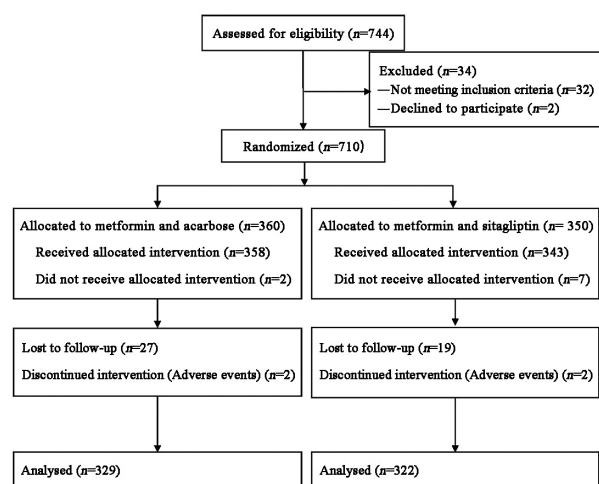 Assessed for eligibility (n=744)
Excluded (n=34)
—Not meeting inclusion criteria (n=32)
—Declined to participate (n=2)
Randomized (n=710)
Allocated to metformin and acarbose (n=360)
Received allocated intervention (n=358)
Did not receive allocated intervention (n=2)
Allocated to metformin and sitagliptin (n= 350)
Received allocated intervention (n=343)
Did not receive allocated intervention (n=7)
Lost to follow-up (n=27)
Discontinued intervention (Adverse events) (n=2)
Lost to follow-up (n=19)
Discontinued intervention (Adverse events) (n=2)
Analysed (n=329)
Analysed (n=322)